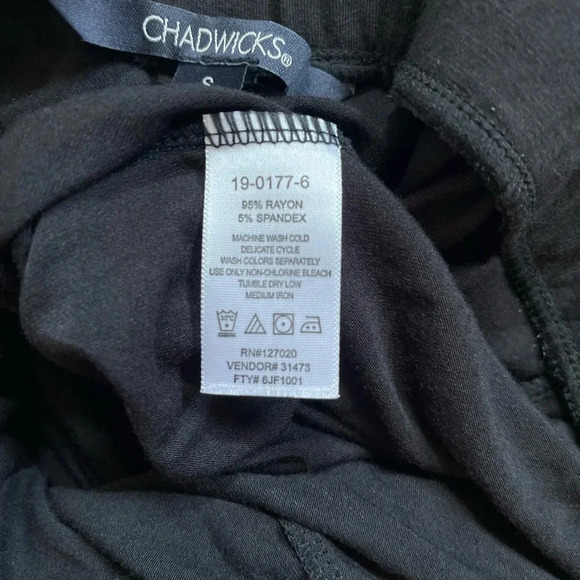 CHADWICKS®
S
19-0177-6
95% RAYON
5% SPANDEX
MACHINE WASH COLD
DELICATE CYCLE
WASH COLORS SEPARATELY
USE ONLY NON-CHLORINE BLEACH
TUMBLE DRY LOW
MEDIUM IRON
RN#127020
VENDOR# 31473
FTY# 6JF1001